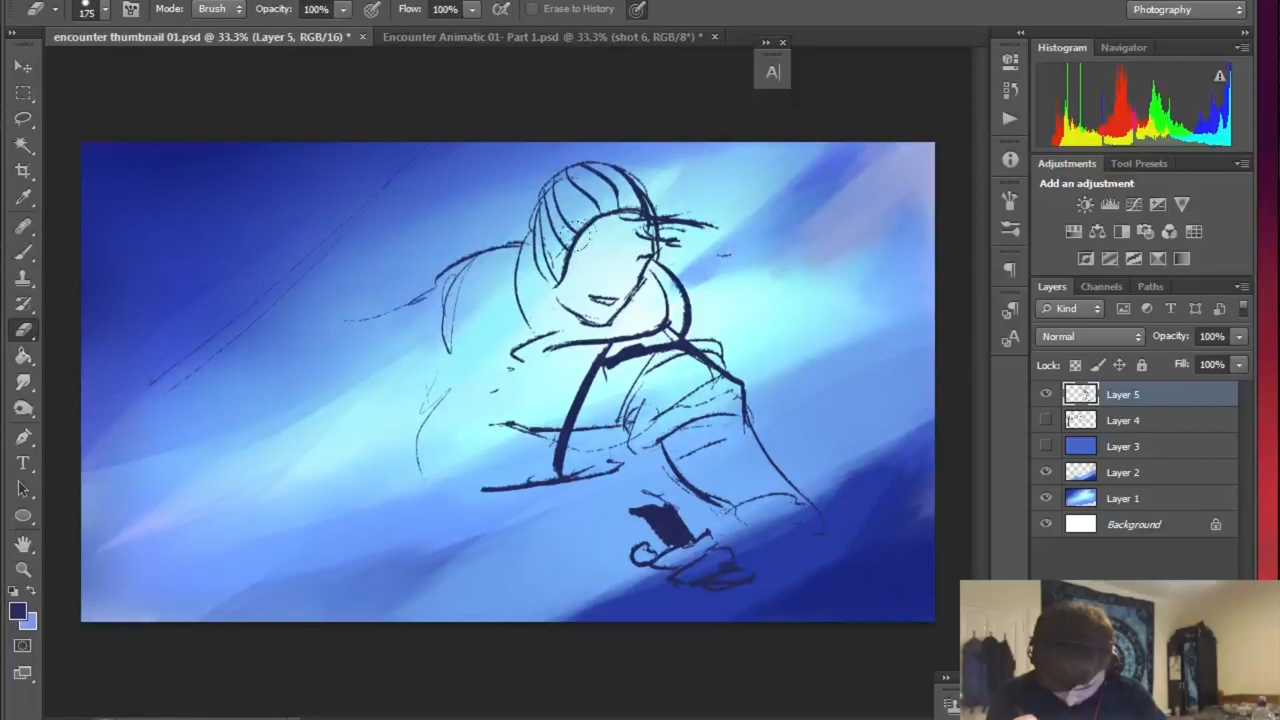 175 Mode: Brush Opacity: 100% Flow: 100% Erase to History Photography
encounter thumbnail 01.psd @ 33.3% (Layer 5, RGB/16) * × Encounter Animatic 01- Part 1.psd @ 33.3% (shot 6, RGB/8*) * ×
A
Histogram Navigator
Adjustments Tool Presets
Add an adjustment
Layers Channels Paths
Kind
Normal Opacity: 100%
Lock: Fill: 100%
Layer 5
Layer 4
Layer 3
Layer 2
Layer 1
Background